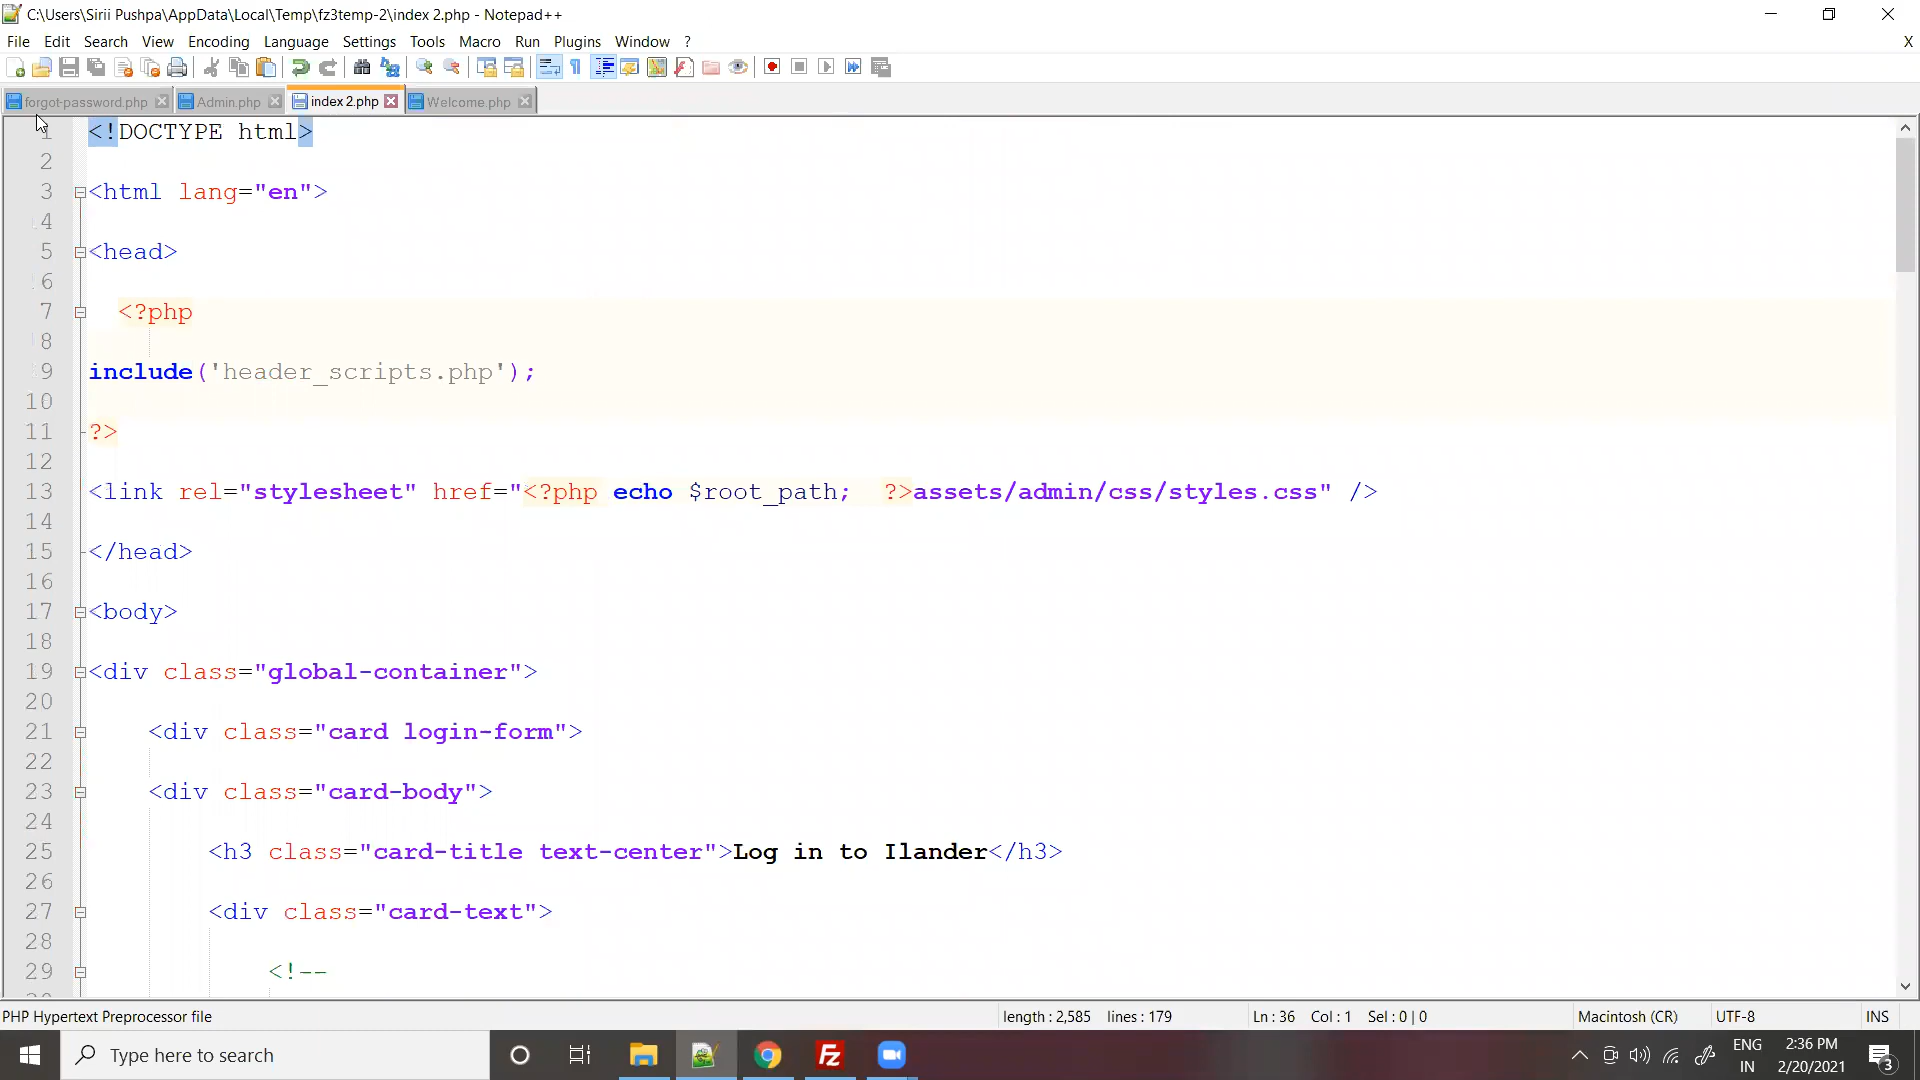 C:\Users\Sirii Pushpa\AppData\Local\Temp\fz3temp-2\index 2.php - Notepad++
File Edit Search View Encoding Language Settings Tools Macro Run Plugins Window ? X
forgot-password.php Admin.php index 2.php Welcome.php
1 <!DOCTYPE html>
2
3 <html lang="en">
4
5 <head>
6
7 <?php
8
9 include('header_scripts.php');
10
11 ?>
12
13 <link rel="stylesheet" href="<?php echo $root_path;  ?>assets/admin/css/styles.css" />
14
15 </head>
16
17 <body>
18
19 <div class="global-container">
20
21 <div class="card login-form">
22
23 <div class="card-body">
24
25 <h3 class="card-title text-center">Log in to Ilander</h3>
26
27 <div class="card-text">
28
29 <!--
PHP Hypertext Preprocessor file length : 2,585 lines : 179 Ln : 36 Col : 1 Sel : 0 | 0 Macintosh (CR) UTF-8 INS
Type here to search
ENG 2:36 PM
IN 2/20/2021 3